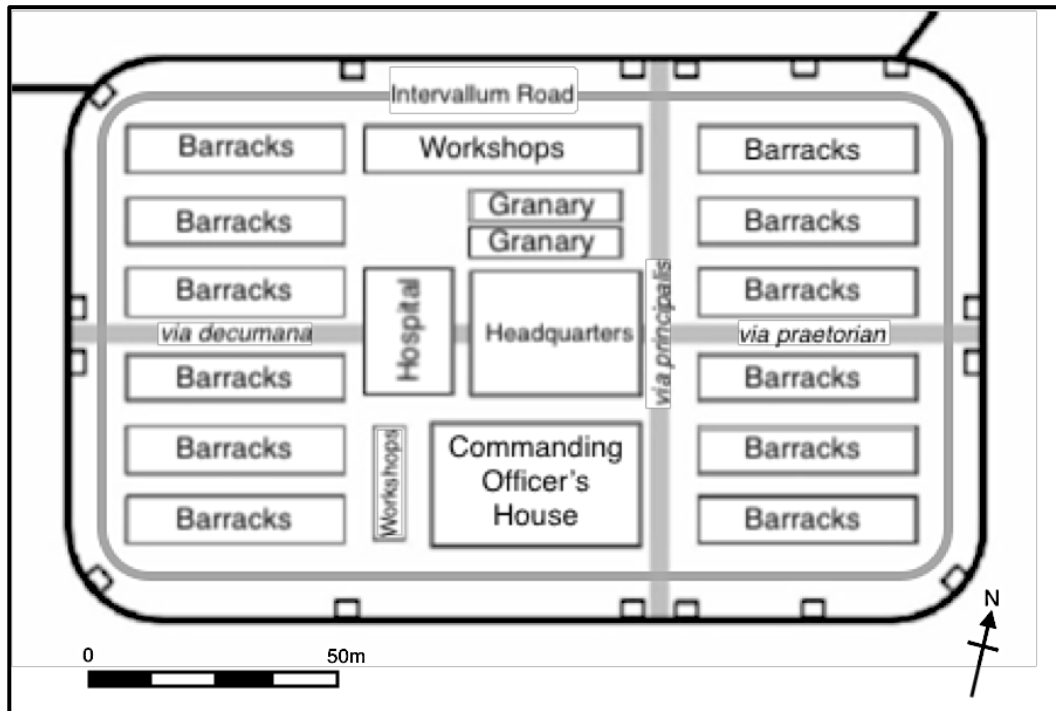 Intervallum Road
Barracks
Workshops
Barracks
Barracks
Granary
Granary
Barracks
Barracks
Hospital
Headquarters
via principalis
Barracks
via decumana
via praetorian
Barracks
Barracks
Barracks
Workshops
Commanding
Officer's
House
Barracks
Barracks
Barracks
N
0
50m